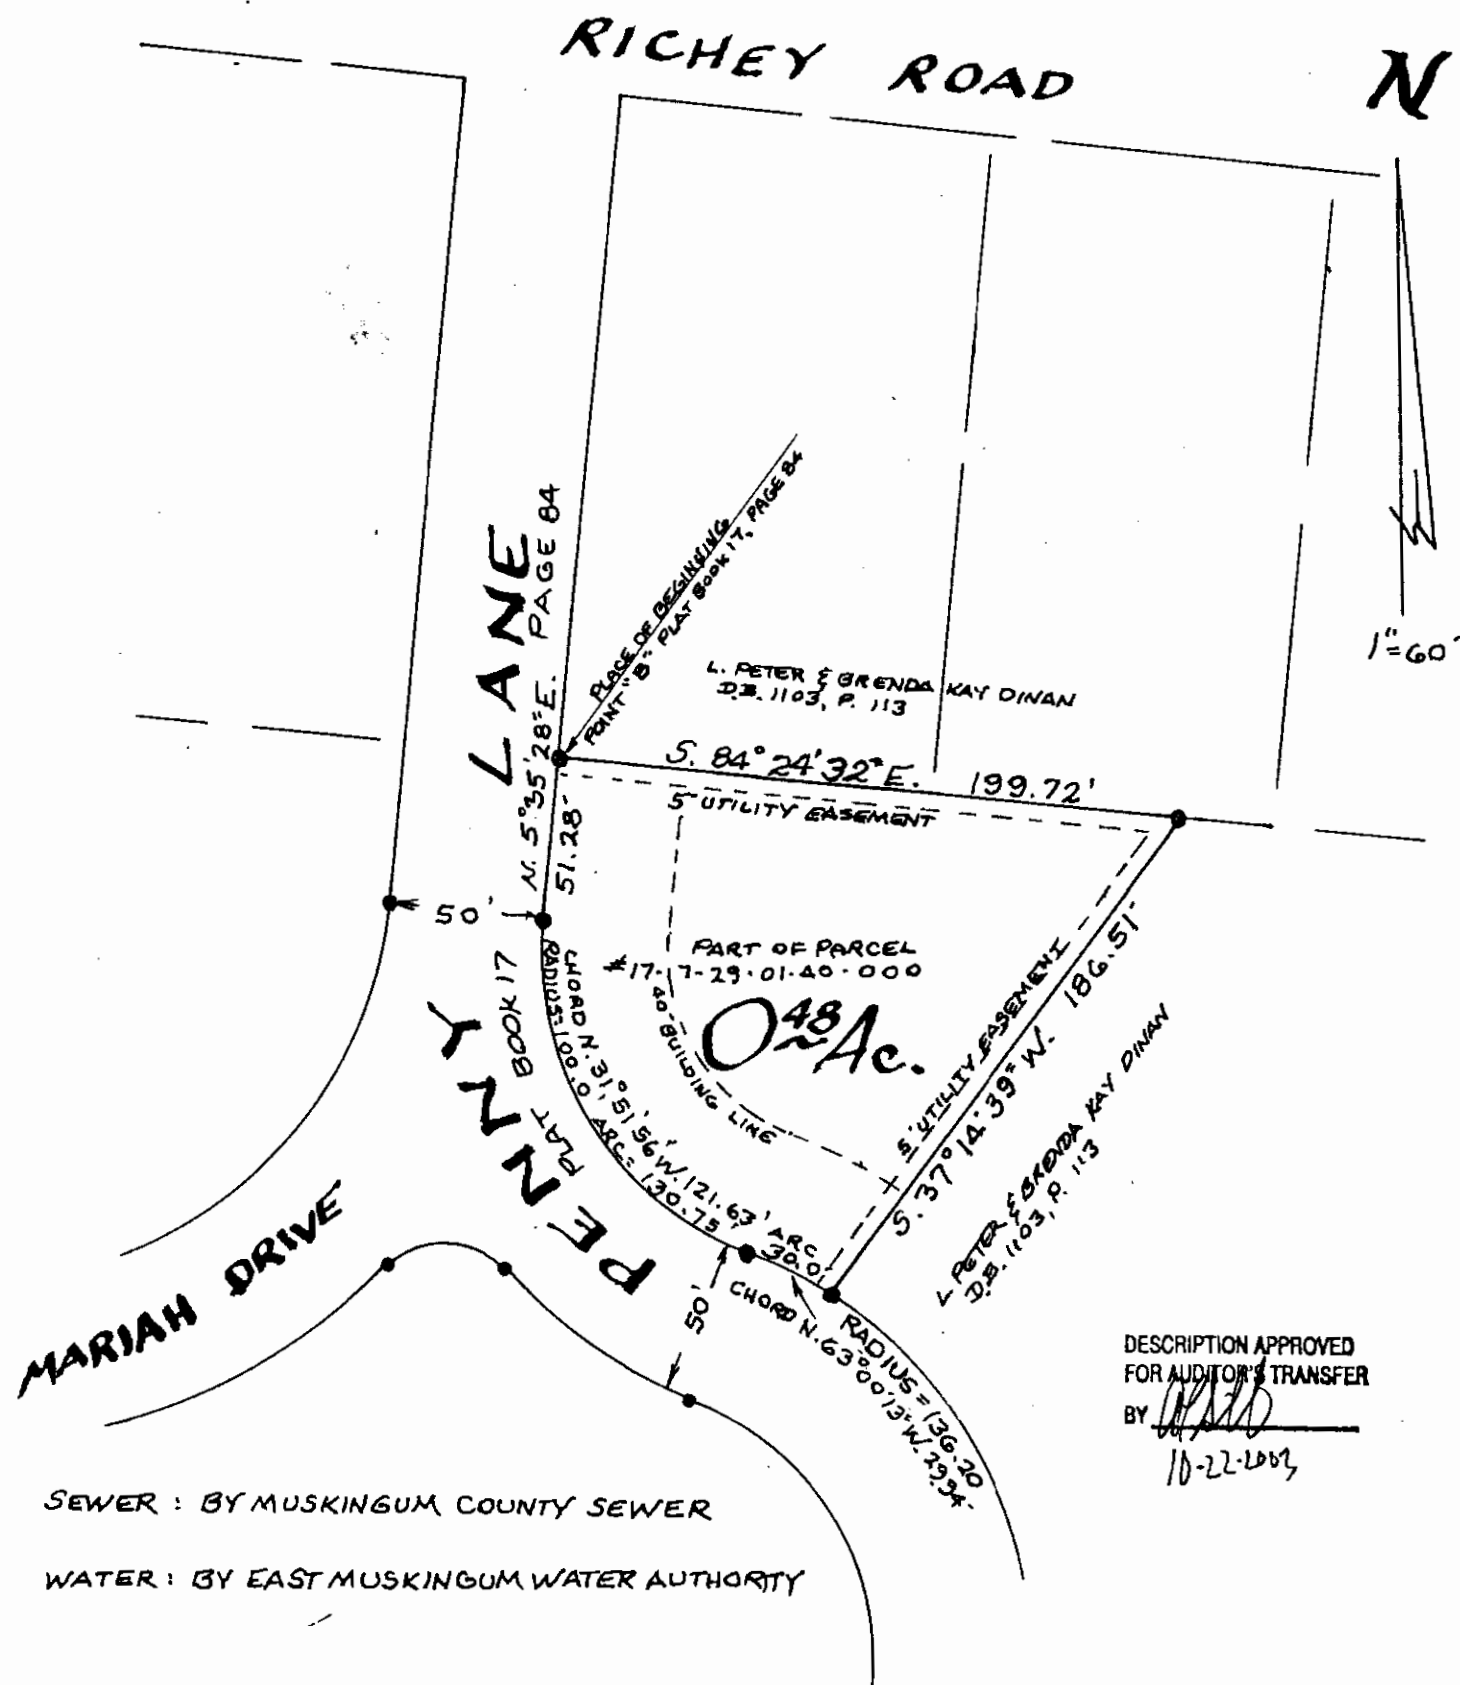 RICHEY ROAD
N
1"=60'
PLACE OF BEGINNING
POINT "B" PLAT BOOK 17, PAGE 84
L. PETER & BRENDA KAY DINAN
D.B. 1103, P. 113
PENNY LANE
PLAT BOOK 17 PAGE 84
N. 5°35'28"E.
51.28'
S. 84°24'32"E. 199.72'
5' UTILITY EASEMENT
50'
PART OF PARCEL
#17-17-29-01-40-000
0.48 Ac.
40' BUILDING LINE
CHORD N. 31°51'56"W. 121.63'
RADIUS=100.0 ARC=130.75'
5' UTILITY EASEMENT
S. 37°14'39"W. 186.51'
L. PETER & BRENDA KAY DINAN
D.B. 1103, P. 113
ARC
30.0'
RADIUS=136.20
CHORD N. 63°00'13"W. 29.94'
50'
MARIAH DRIVE
DESCRIPTION APPROVED
FOR AUDITOR'S TRANSFER
BY
10-22-2003
SEWER: BY MUSKINGUM COUNTY SEWER
WATER: BY EAST MUSKINGUM WATER AUTHORITY